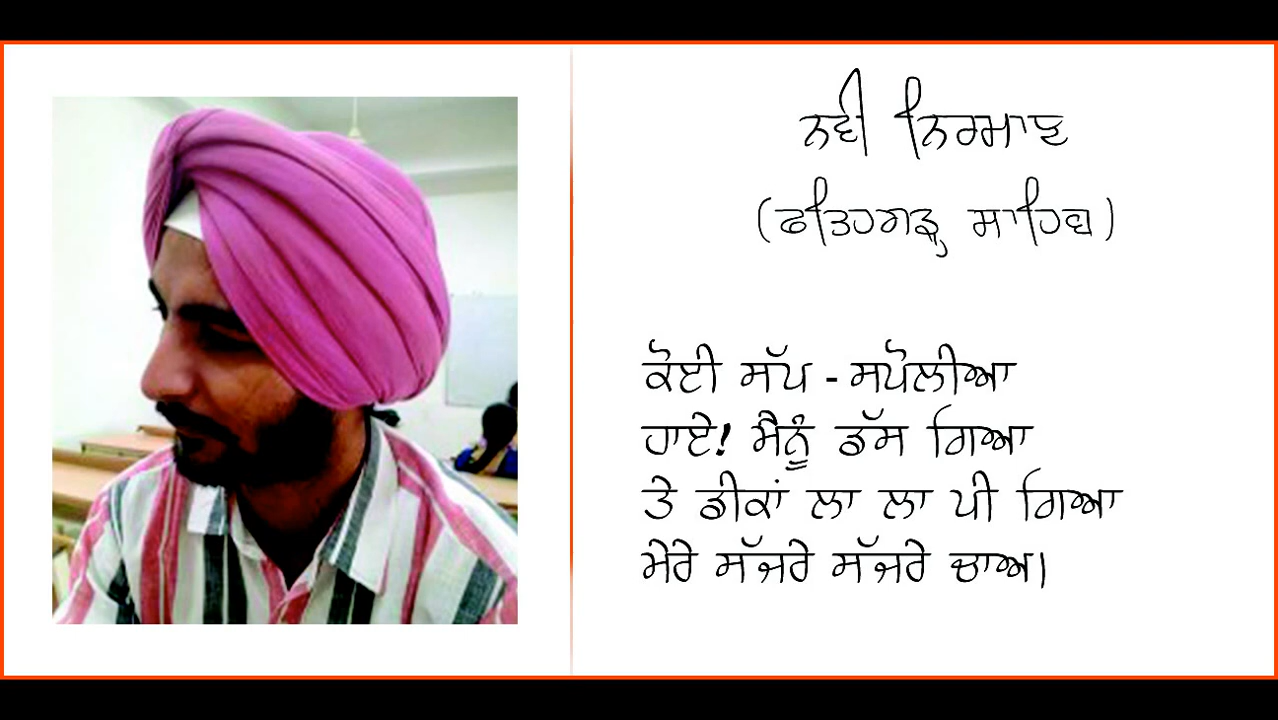 ਨਵੀ ਨਿਰਮਾਣ
(ਫਤਿਹਗੜ੍ਹ ਸਾਹਿਬ)
ਕੋਈ ਸੱਪ - ਸਪੋਲੀਆ
ਹਾਏ! ਮੈਨੂੰ ਡੱਸ ਗਿਆ
ਤੇ ਡੀਕਾਂ ਲਾ ਲਾ ਪੀ ਗਿਆ
ਮੇਰੇ ਸੱਜਰੇ ਸੱਜਰੇ ਚਾਅ।